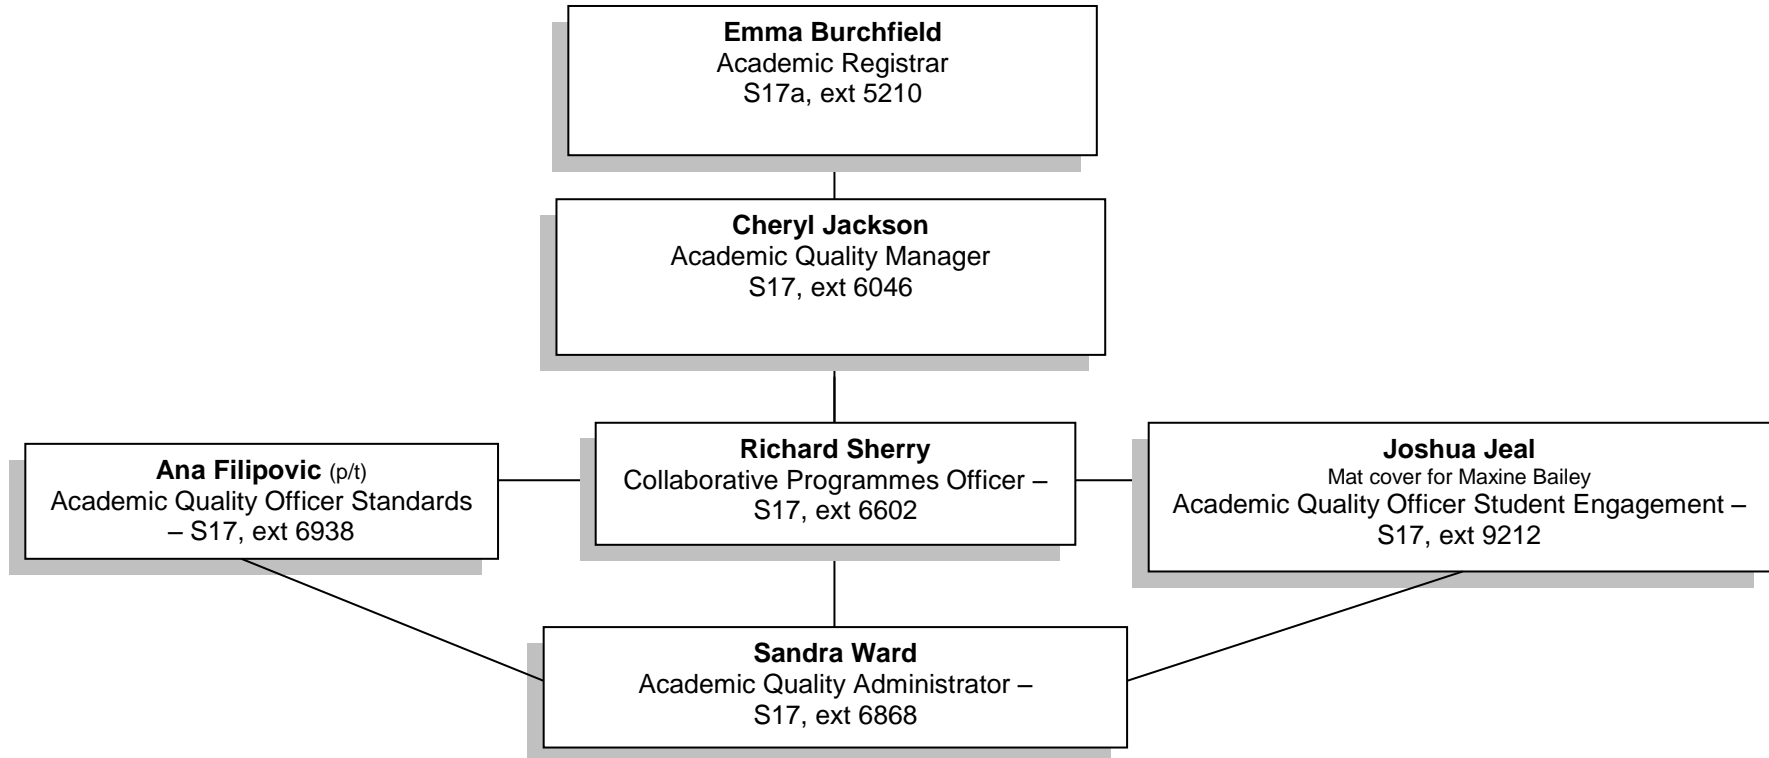 Emma Burchfield
Academic Registrar
S17a, ext 5210
Cheryl Jackson
Academic Quality Manager
S17, ext 6046
Ana Filipovic (p/t)
Academic Quality Officer Standards
– S17, ext 6938
Richard Sherry
Collaborative Programmes Officer –
S17, ext 6602
Joshua Jeal
Mat cover for Maxine Bailey
Academic Quality Officer Student Engagement –
S17, ext 9212
Sandra Ward
Academic Quality Administrator –
S17, ext 6868